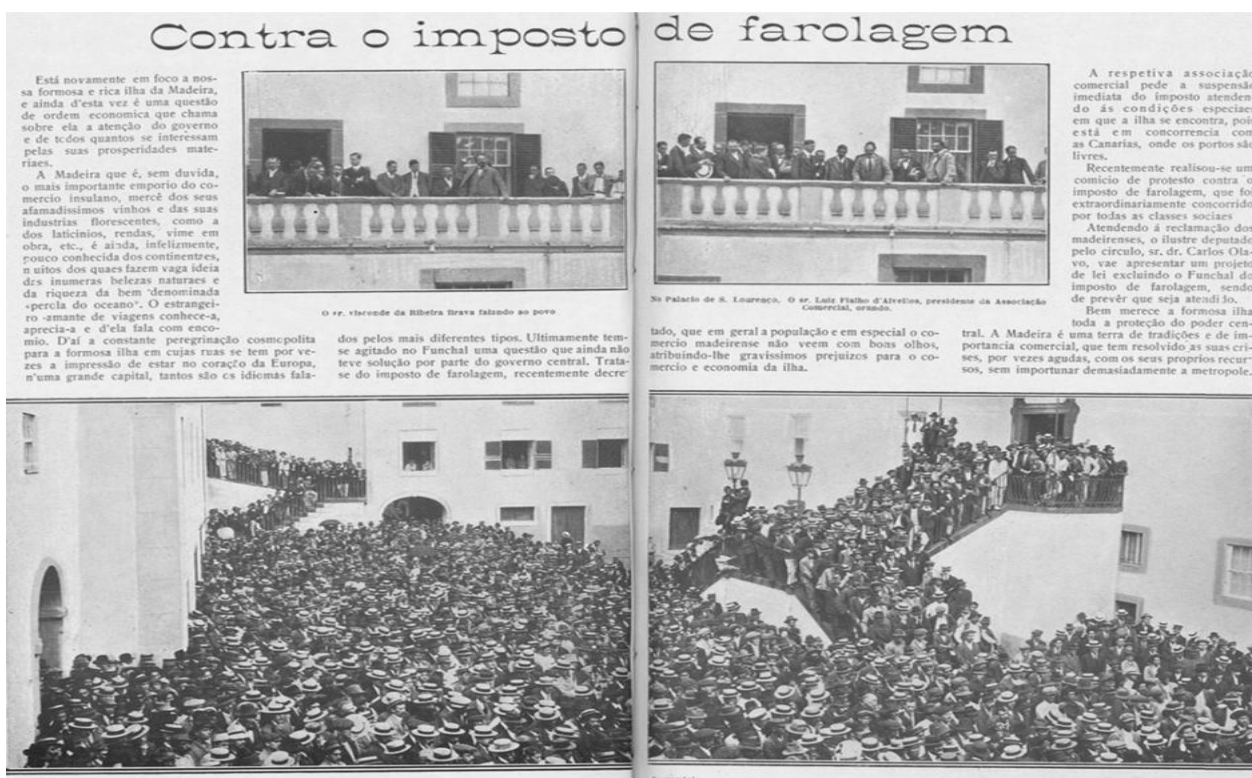 Contra o imposto de farolagem
Está novamente em foco a nos-
sa formosa e rica ilha da Madeira,
e ainda d'esta vez é uma questão
de ordem economica que chama
sobre ela a atenção do governo
e de todos quantos se interessam
pelas suas prosperidades mate-
riaes.
A Madeira que é, sem duvida,
o mais importante emporio do co-
mercio insulano, mercê dos seus
afamadissimos vinhos e das suas
industrias florescentes, como a
dos laticinios, rendas, vime em
obra, etc., é ainda, infelizmente,
pouco conhecida dos continentaes,
muitos dos quaes fazem vaga ideia
das inumeras belezas naturaes e
da riqueza da bem denominada
«perola do oceano». O estrangei-
ro amante de viagens conhece-a,
aprecia-a e d'ela fala com enco-
mio. D'aí a constante peregrinação cosmopolita
para a formosa ilha em cujas ruas se tem por ve-
zes a impressão de estar no coração da Europa,
n'uma grande capital, tantos são os idiomas fala-
O sr. visconde da Ribeira Brava falando ao povo
dos pelos mais diferentes tipos. Ultimamente tem-
se agitado no Funchal uma questão que ainda não
teve solução por parte do governo central. Trata-
se do imposto de farolagem, recentemente decre-
No Palacio de S. Lourenço. O sr. Luiz Fialho d'Alvellos, presidente da Associação
Comercial, orando.
tado, que em geral a população e em especial o co-
mercio madeirense não veem com bons olhos,
atribuindo-lhe gravissimos prejuizos para o co-
mercio e economia da ilha.
A respetiva associação
comercial pede a suspensão
imediata do imposto atenden
do ás condições especiaes
em que a ilha se encontra, pois
está em concorrencia com
as Canarias, onde os portos são
livres.
Recentemente realisou-se um
comicio de protesto contra o
imposto de farolagem, que foi
extraordinariamente concorrido
por todas as classes sociaes
Atendendo á reclamação dos
madeirenses, o ilustre deputado
pelo circulo, sr. dr. Carlos Ola-
vo, vae apresentar um projeto
de lei excluindo o Funchal do
imposto de farolagem, sendo
de prevêr que seja atendido.
Bem merece a formosa ilha
toda a proteção do poder cen-
tral. A Madeira é uma terra de tradições e de im-
portancia comercial, que tem resolvido as suas cri-
ses, por vezes agudas, com os seus proprios recur-
sos, sem importunar demasiadamente a metropole.